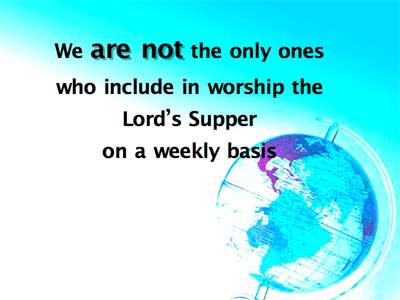 We are not the only ones
who include in worship the
Lord’s Supper
on a weekly basis